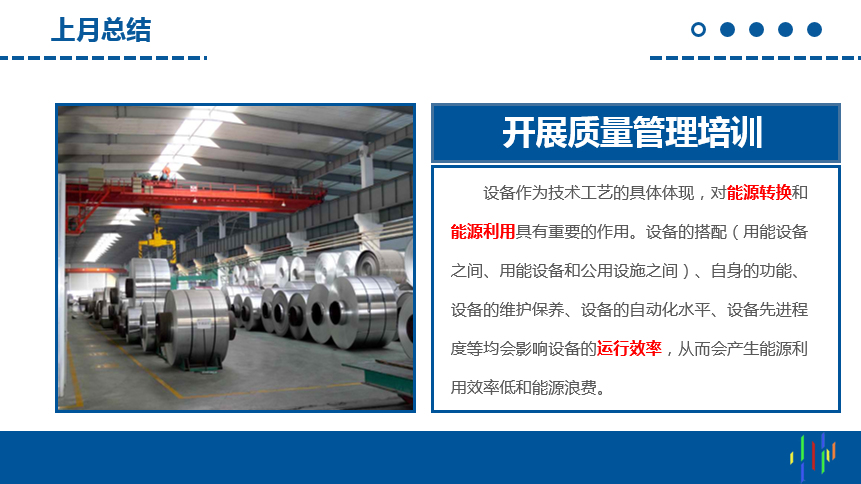 上月总结
开展质量管理培训
设备作为技术工艺的具体体现，对能源转换和
能源利用具有重要的作用。设备的搭配（用能设备
之间、用能设备和公用设施之间）、自身的功能、
设备的维护保养、设备的自动化水平、设备先进程
度等均会影响设备的运行效率，从而会产生能源利
用效率低和能源浪费。